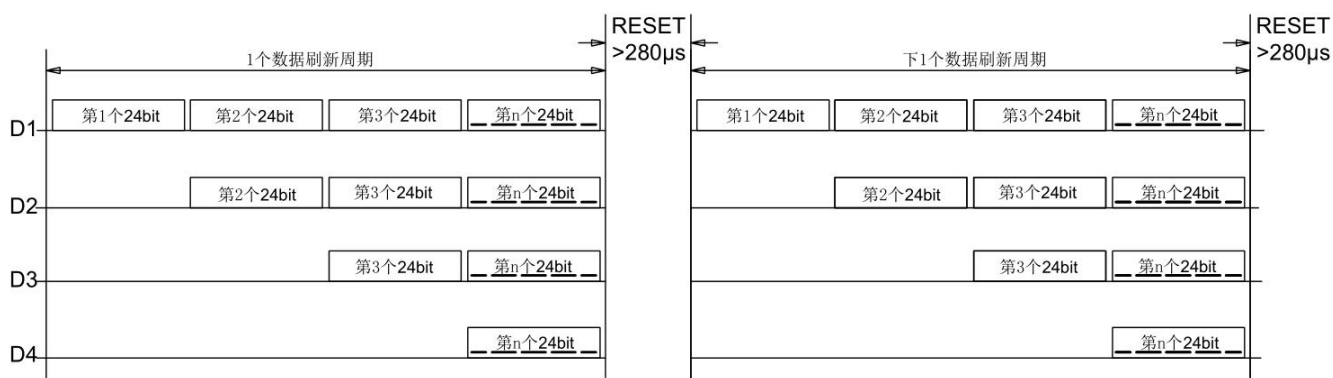 RESET
>280μs
RESET
>280μs
1个数据刷新周期
下1个数据刷新周期
D1
第1个24bit
第2个24bit
第3个24bit
第n个24bit
第1个24bit
第2个24bit
第3个24bit
第n个24bit
D2
第2个24bit
第3个24bit
第n个24bit
第2个24bit
第3个24bit
第n个24bit
D3
第3个24bit
第n个24bit
第3个24bit
第n个24bit
D4
第n个24bit
第n个24bit